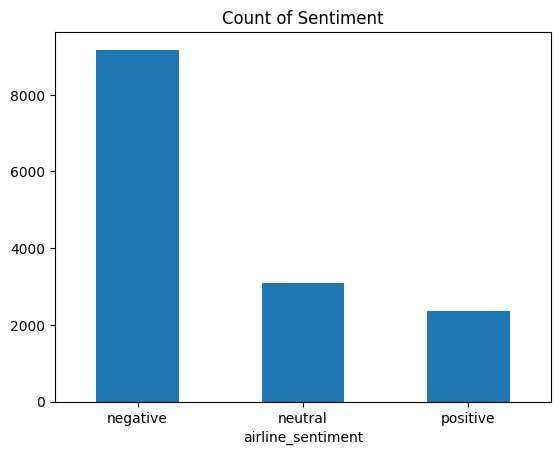 Count of Sentiment
8000
6000
4000
2000
0
negative neutral positive
airline_sentiment